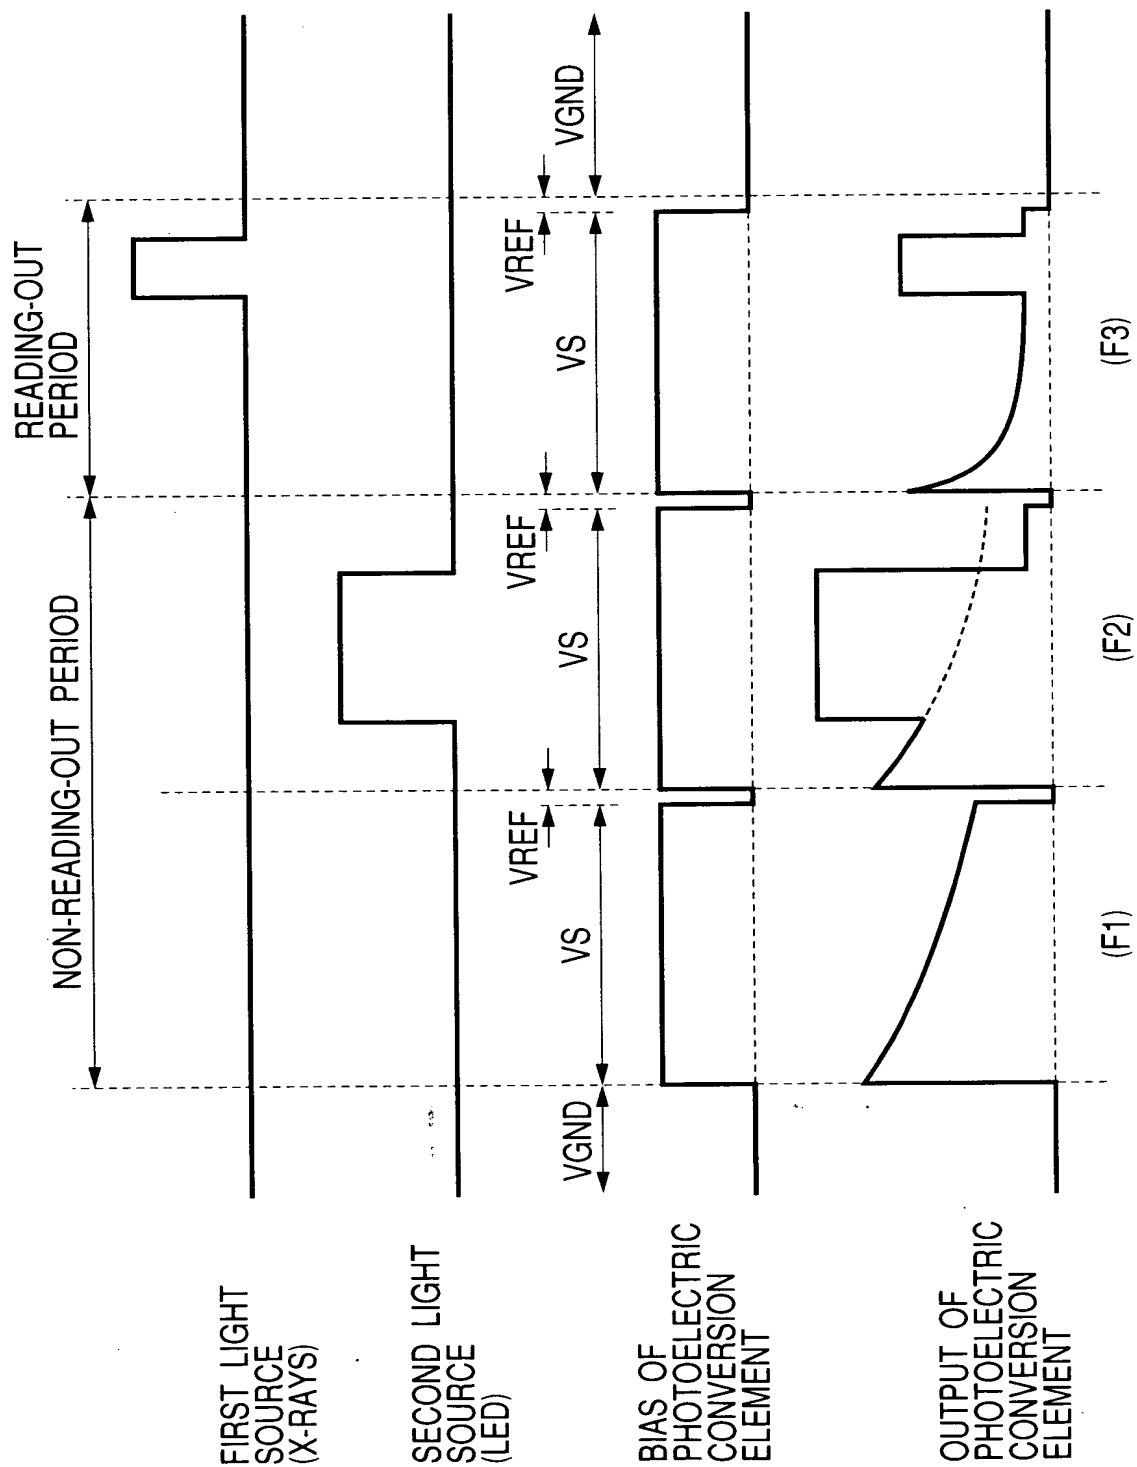 READING-OUT
PERIOD
NON-READING-OUT PERIOD
FIRST LIGHT
SOURCE
(X-RAYS)
SECOND LIGHT
SOURCE
(LED)
VGND
VS
VREF
VS
VREF
VS
VREF
VGND
BIAS OF
PHOTOELECTRIC
CONVERSION
ELEMENT
OUTPUT OF
PHOTOELECTRIC
CONVERSION
ELEMENT
(F1)
(F2)
(F3)